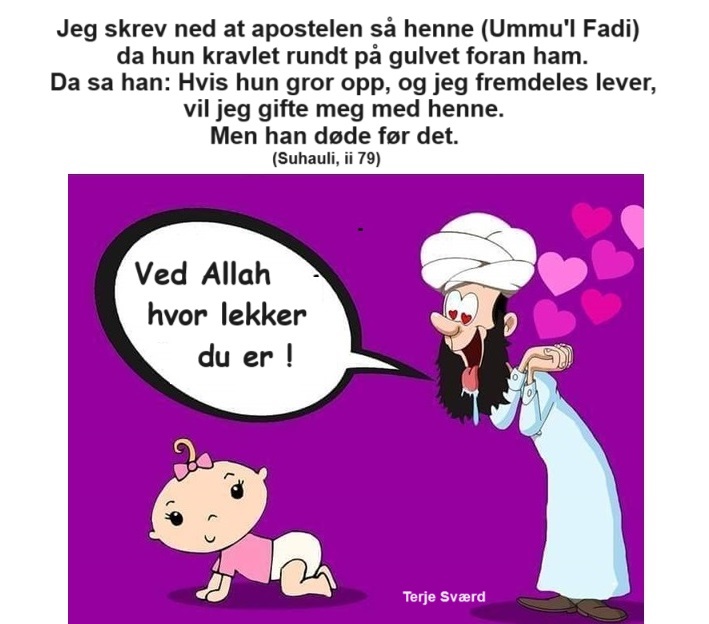 Jeg skrev ned at apostelen så henne (Ummu'l Fadi)
da hun kravlet rundt på gulvet foran ham.
Da sa han: Hvis hun gror opp, og jeg fremdeles lever,
vil jeg gifte meg med henne.
Men han døde før det.
(Suhauli, ii 79)
Ved Allah
hvor lekker
du er !
Terje Sværd